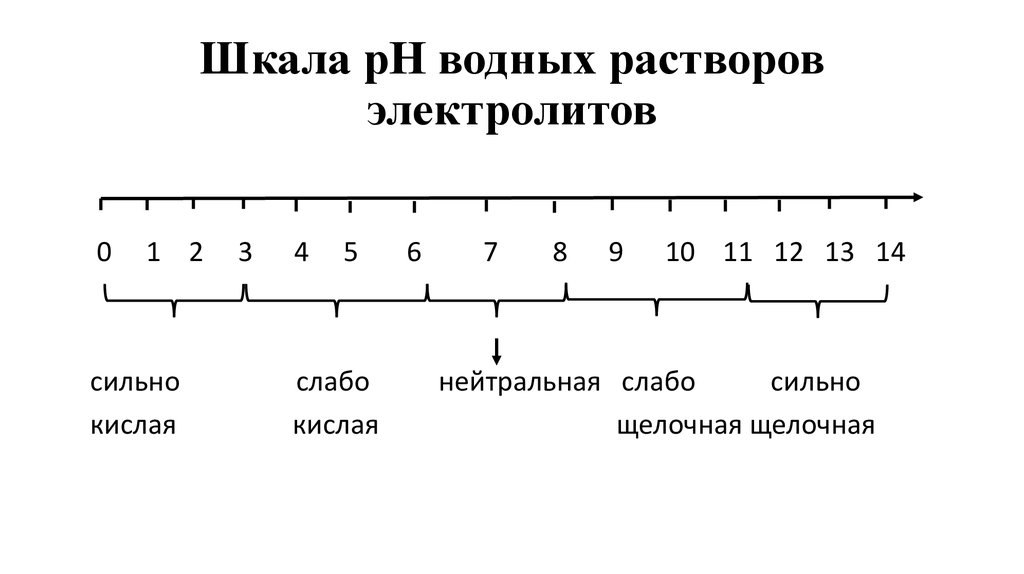 Шкала pH водных растворов
электролитов
0 1 2 3 4 5 6 7 8 9 10 11 12 13 14
сильно слабо нейтральная слабо сильно
кислая кислая щелочная щелочная